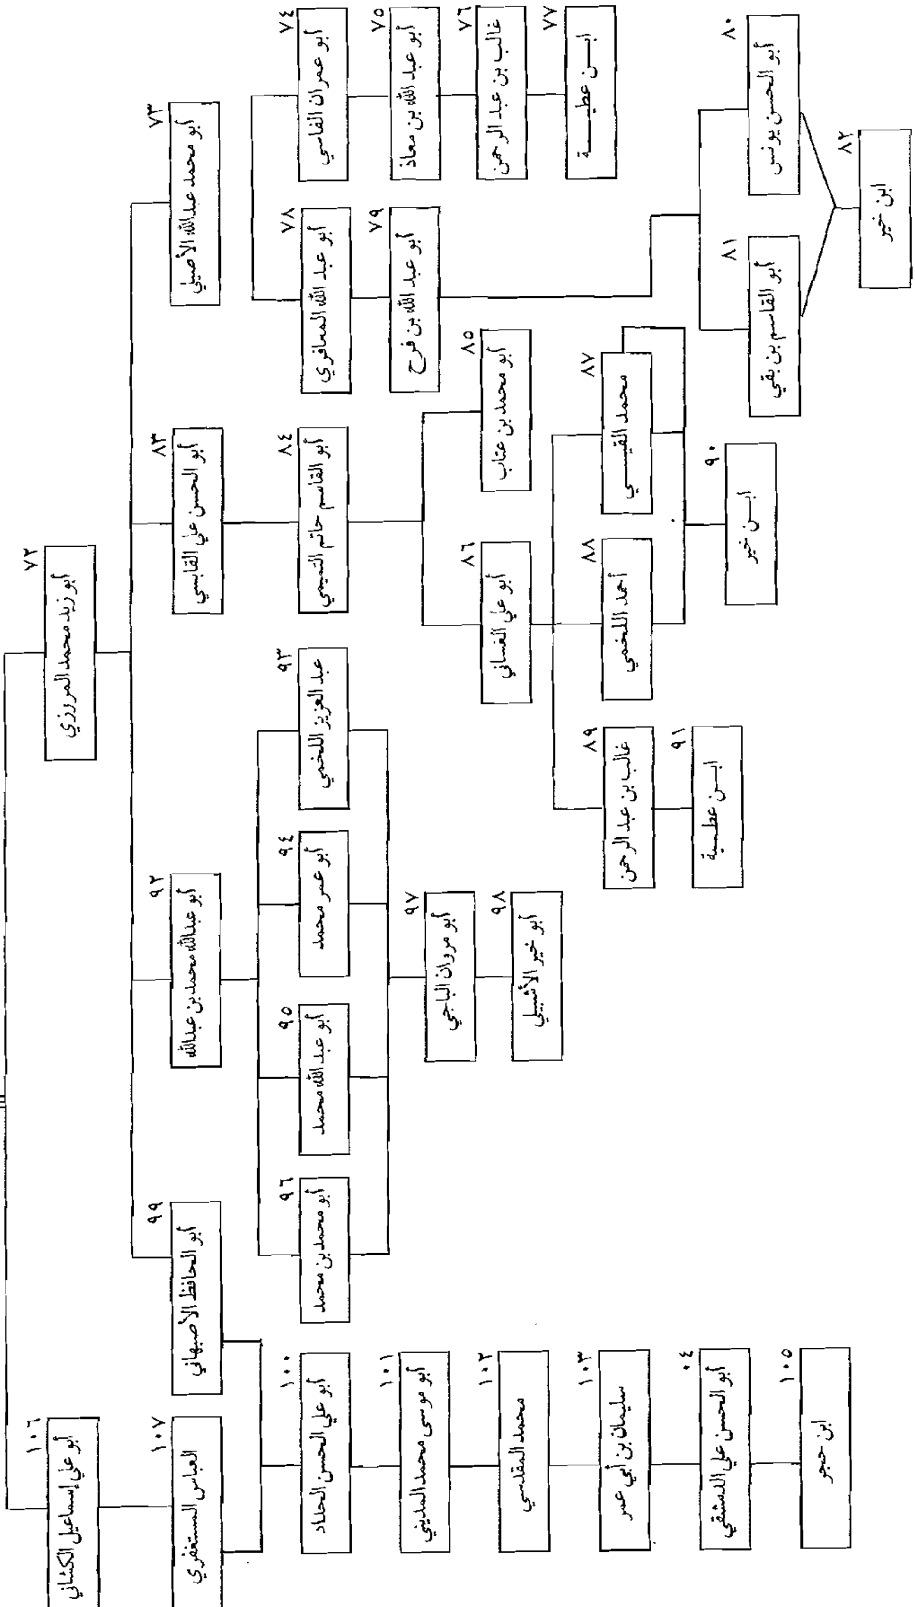 ٧٢
أبو زيد محمد المروزي
٧٣
أبو محمد عبدالله الأصيلي
٧٤
أبو عمران الفاسي
٧٥
أبو عبد الله بن معاذ
٧٦
غالب بن عبد الرحمن
٧٧
ابن عطية
٧٨
أبو عبد الله المعافري
٧٩
أبو عبد الله بن فرح
٨٠
أبو الحسن يونس
٨١
أبو القاسم بن بقي
٨٢
ابن خير
٨٣
أبو الحسن علي القابسي
٨٤
أبو القاسم حاتم التميمي
٨٥
أبو محمد بن عتاب
٨٦
أبو علي الغساني
٨٧
محمد القيسي
٨٨
أحمد اللخمي
٨٩
غالب بن عبد الرحمن
٩٠
ابن خير
٩١
ابن عطية
٩٢
أبو عبدالله محمد بن عبدالله
٩٣
عبد العزيز اللخمي
٩٤
أبو عمر محمد
٩٥
أبو عبد الله محمد
٩٦
أبو محمد بن محمد
٩٧
أبو مروان الباجي
٩٨
أبو خير الأشبيلي
٩٩
أبو الحافظ الأصبهاني
١٠٠
أبو علي الحسن الحداد
١٠١
أبو موسى محمد المديني
١٠٢
محمد المقدسي
١٠٣
سليمان بن أبي عمر
٠٤
أبو الحسن علي الدمشقي
١٠٥
ابن حجر
١٠٦
أبو علي إسماعيل الكشاني
١٠٧
العباس المستغفري